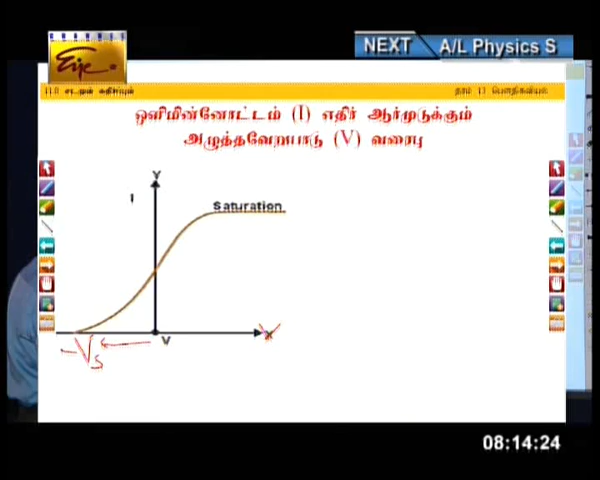 NEXT A/L Physics S
11.0 சடமும் கதிர்ப்பும் தரம் 13 பௌதிகவியல்
ஒளிமின்னோட்டம் (I) எதிர் ஆர்முடுக்கும்
அழுத்தவேறுபாடு (V) வரைபு
Y
I
Saturation
V
X
-Vs
08:14:24